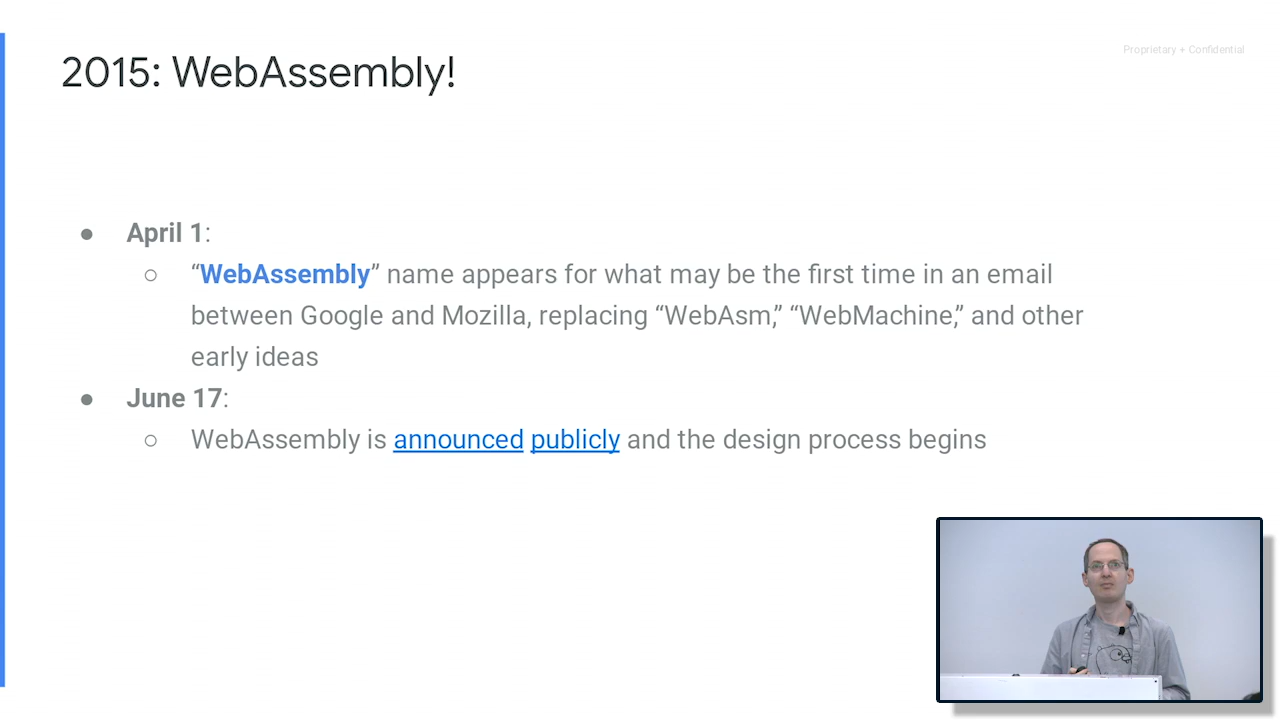 Proprietary + Confidential
2015: WebAssembly!
● April 1:
○ “WebAssembly” name appears for what may be the first time in an email
between Google and Mozilla, replacing “WebAsm,” “WebMachine,” and other
early ideas
● June 17:
○ WebAssembly is announced publicly and the design process begins